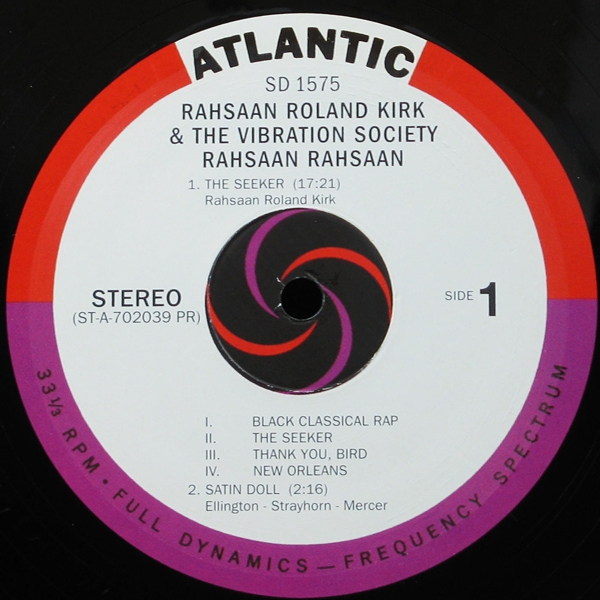 ATLANTIC
SD 1575
RAHSAAN ROLAND KIRK
& THE VIBRATION SOCIETY
RAHSAAN RAHSAAN
1. THE SEEKER (17:21)
Rahsaan Roland Kirk
STEREO
(ST-A-702039 PR)
SIDE 1
I. BLACK CLASSICAL RAP
II. THE SEEKER
III. THANK YOU, BIRD
IV. NEW ORLEANS
2. SATIN DOLL (2:16)
Ellington - Strayhorn - Mercer
33⅓ RPM • FULL DYNAMICS — FREQUENCY SPECTRUM